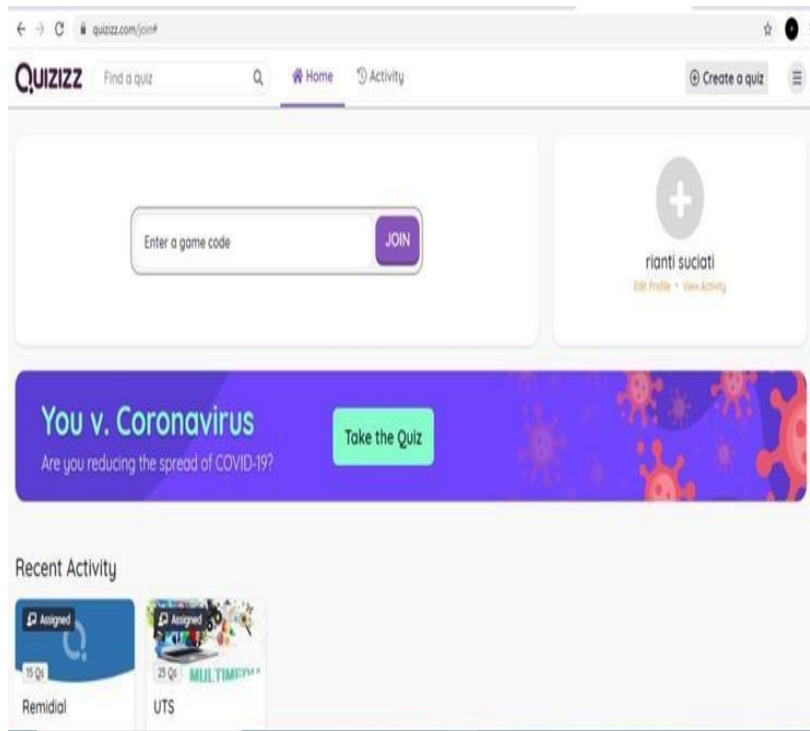 quizizz.com/join#
QUIZIZZ Find a quiz Home Activity Create a quiz
Enter a game code JOIN
rianti suciati
Edit Profile • View Activity
You v. Coronavirus
Are you reducing the spread of COVID-19?
Take the Quiz
Recent Activity
Assigned
15 Qs
Remidial
Assigned
25 Qs
MULTIMEDIA
UTS